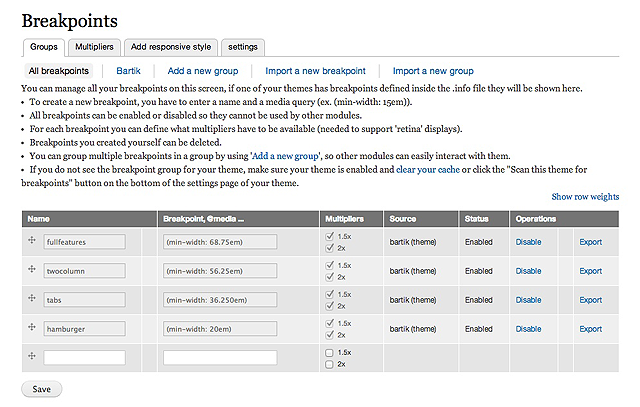 Breakpoints
Groups Multipliers Add responsive style settings
All breakpoints Bartik Add a new group Import a new breakpoint Import a new group
You can manage all your breakpoints on this screen, if one of your themes has breakpoints defined inside the .info file they will be shown here.
• To create a new breakpoint, you have to enter a name and a media query (ex. (min-width: 15em)).
• All breakpoints can be enabled or disabled so they cannot be used by other modules.
• For each breakpoint you can define what multipliers have to be available (needed to support 'retina' displays).
• Breakpoints you created yourself can be deleted.
• You can group multiple breakpoints in a group by using 'Add a new group', so other modules can easily interact with them.
• If you do not see the breakpoint group for your theme, make sure your theme is enabled and clear your cache or click the "Scan this theme for
breakpoints" button on the bottom of the settings page of your theme.
Show row weights
Name Breakpoint, @media ... Multipliers Source Status Operations
fullfeatures (min-width: 68.75em) 1.5x bartik (theme) Enabled Disable Export
2x
twocolumn (min-width: 56.25em) 1.5x bartik (theme) Enabled Disable Export
2x
tabs (min-width: 36.250em) 1.5x bartik (theme) Enabled Disable Export
2x
hamburger (min-width: 20em) 1.5x bartik (theme) Enabled Disable Export
2x
1.5x
2x
Save